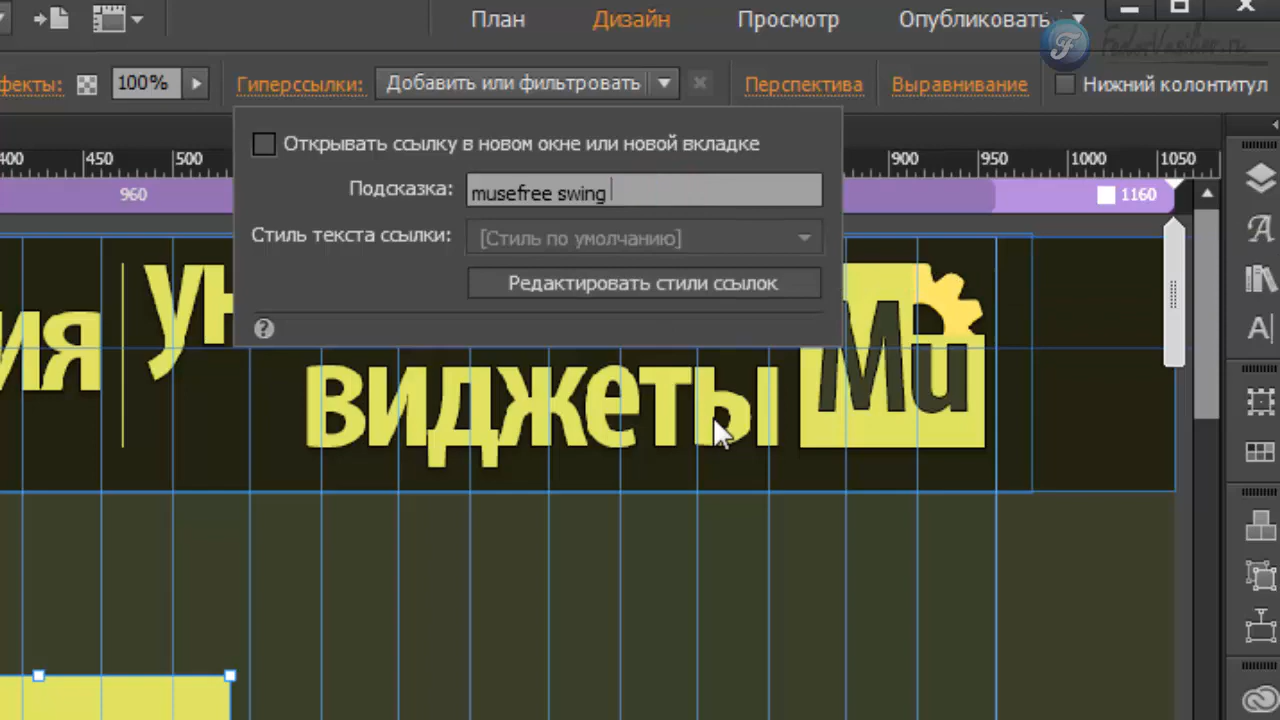 План Дизайн Просмотр Опубликовать
фекты: 100% Гиперссылки: Добавить или фильтровать Перспектива Выравнивание Нижний колонтитул
Открывать ссылку в новом окне или новой вкладке
400 450 500 900 950 1000 1050
Подсказка: musefree swing
960 1160
Стиль текста ссылки: [Стиль по умолчанию]
Редактировать стили ссылок
ия ун
виджеты Mu
FedorVasilev.ru